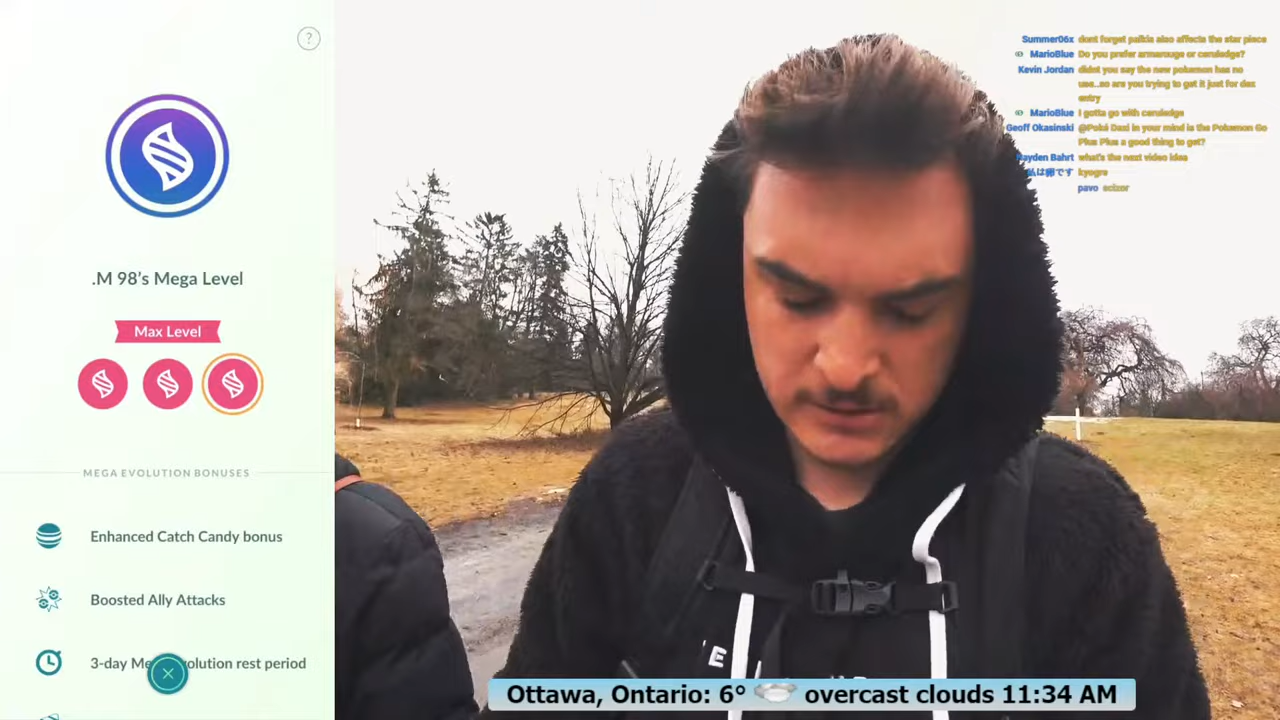 ?
.M 98's Mega Level
Max Level
MEGA EVOLUTION BONUSES
Enhanced Catch Candy bonus
Boosted Ally Attacks
3-day Me olution rest period
Summer06x dont forget palkia also affects the star piece
MarioBlue Do you prefer armarouge or ceruledge?
Kevin Jordan didnt you say the new pokemon has no
use..so are you trying to get it just for dex
entry
MarioBlue I gotta go with ceruledge
Geoff Okasinski @Poké Daxi in your mind is the Pokemon Go
Plus Plus a good thing to get?
Hayden Bahrt what's the next video idea
kyogre
pavo scizor
Ottawa, Ontario: 6° overcast clouds 11:34 AM